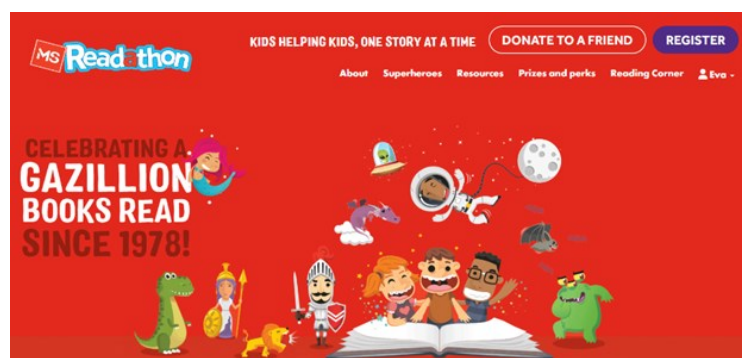 KIDS HELPING KIDS, ONE STORY AT A TIME
DONATE TO A FRIEND
REGISTER
MS Readathon
About Superheroes Resources Prizes and perks Reading Corner Eva
CELEBRATING A
GAZILLION
BOOKS READ
SINCE 1978!